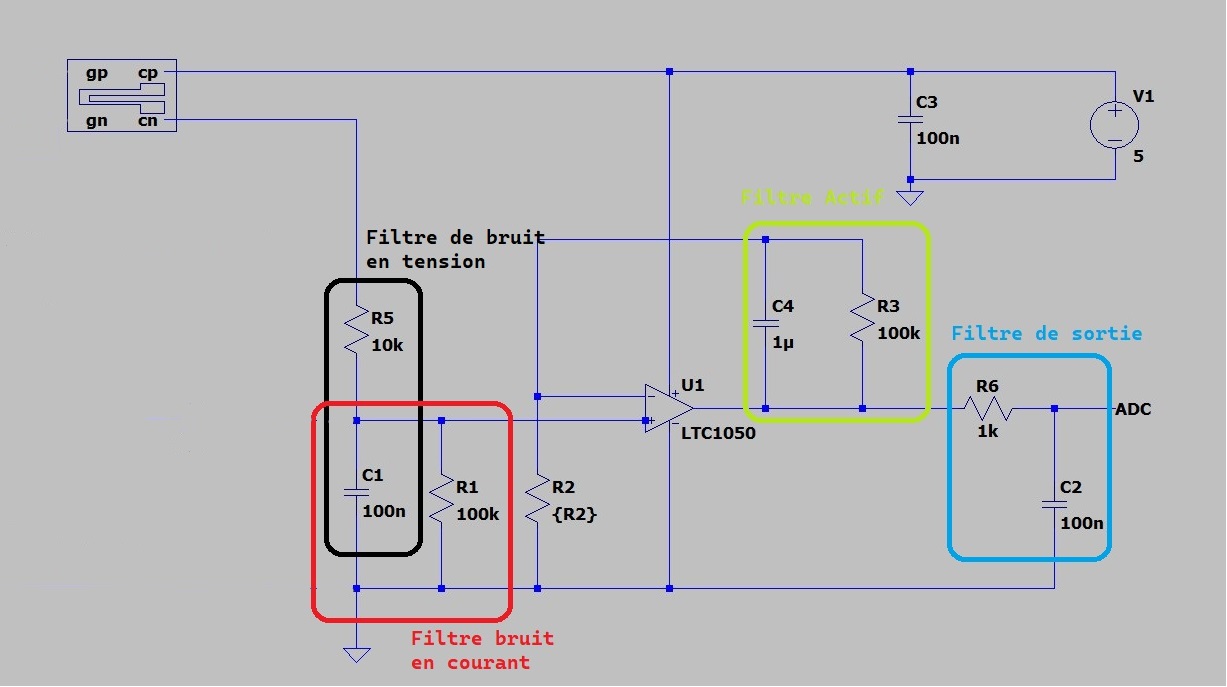 gp cp
gn cn
C3
100n
V1
5
Filtre Actif
Filtre de bruit
en tension
R5
10k
C4
1µ
R3
100k
Filtre de sortie
U1
LTC1050
R6
1k
ADC
C1
100n
R1
100k
R2
{R2}
C2
100n
Filtre bruit
en courant